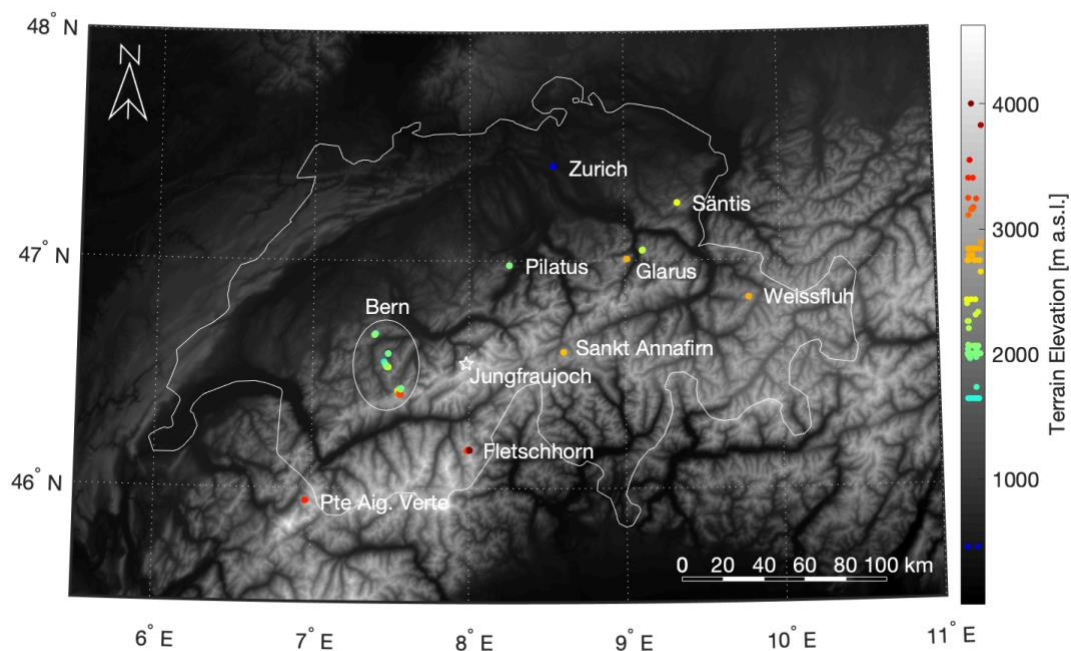 48° N
N
4000
Zurich
Säntis
3000
47° N
Pilatus
Glarus
Weissfluh
Bern
Sankt Annafirn
Jungfraujoch
2000
Terrain Elevation [m a.s.l.]
Fletschhorn
46° N
Pte Aig. Verte
1000
0 20 40 60 80 100 km
6° E 7° E 8° E 9° E 10° E 11° E